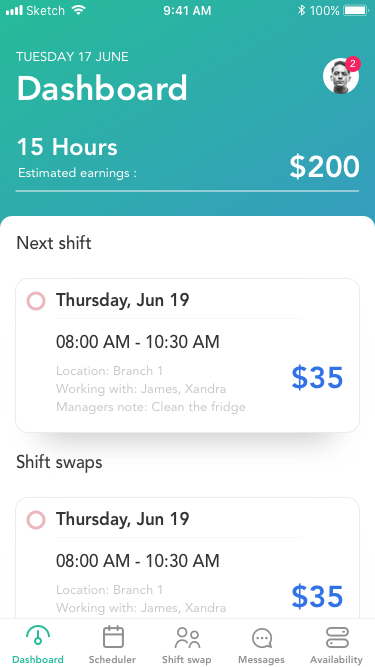 Sketch 9:41 AM 100%
TUESDAY 17 JUNE
Dashboard
2
15 Hours
Estimated earnings :
$200
Next shift
Thursday, Jun 19
08:00 AM - 10:30 AM
Location: Branch 1
Working with: James, Xandra
Managers note: Clean the fridge
$35
Shift swaps
Thursday, Jun 19
08:00 AM - 10:30 AM
Location: Branch 1
Working with: James, Xandra
$35
Dashboard Scheduler Shift swap Messages Availability